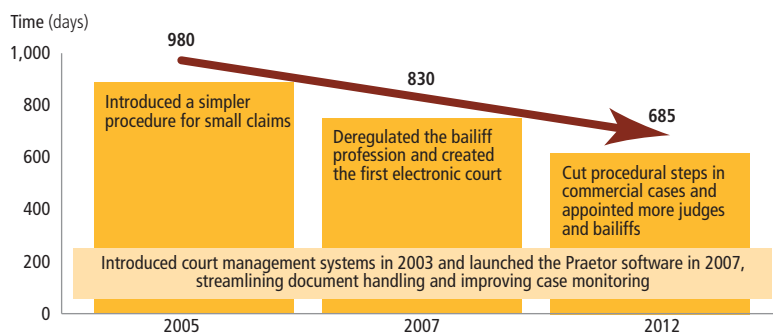 Time (days)
980
1,000
830
685
800
Introduced a simpler
procedure for small claims
Deregulated the bailiff
profession and created
the first electronic court
600
Cut procedural steps in
commercial cases and
appointed more judges
and bailiffs
400
200
Introduced court management systems in 2003 and launched the Praetor software in 2007,
streamlining document handling and improving case monitoring
0
2005
2007
2012